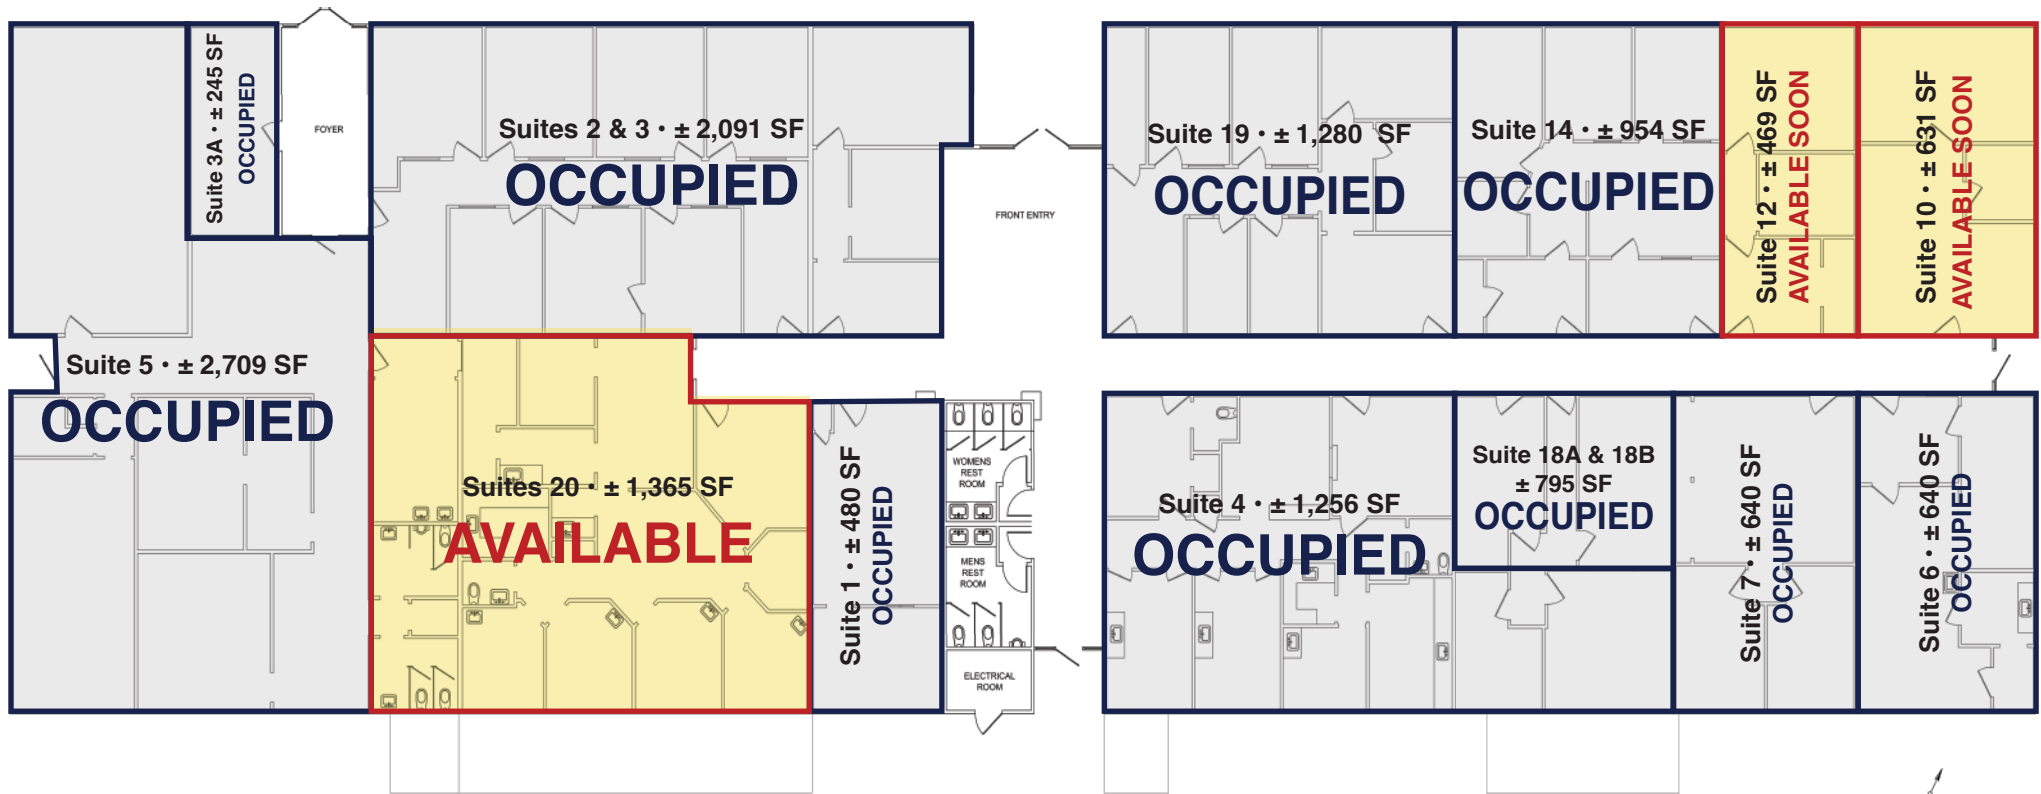 Suite 3A • ± 245 SF
OCCUPIED
FOYER
Suites 2 & 3 • ± 2,091 SF
OCCUPIED
FRONT ENTRY
Suite 19 • ± 1,280 SF
OCCUPIED
Suite 14 • ± 954 SF
OCCUPIED
Suite 12 • ± 469 SF
AVAILABLE SOON
Suite 10 • ± 631 SF
AVAILABLE SOON
Suite 5 • ± 2,709 SF
OCCUPIED
Suites 20 • ± 1,365 SF
AVAILABLE
Suite 1 • ± 480 SF
OCCUPIED
WOMENS
REST
ROOM
MENS
REST
ROOM
ELECTRICAL
ROOM
Suite 4 • ± 1,256 SF
OCCUPIED
Suite 18A & 18B
± 795 SF
OCCUPIED
Suite 7 • ± 640 SF
OCCUPIED
Suite 6 • ± 640 SF
OCCUPIED